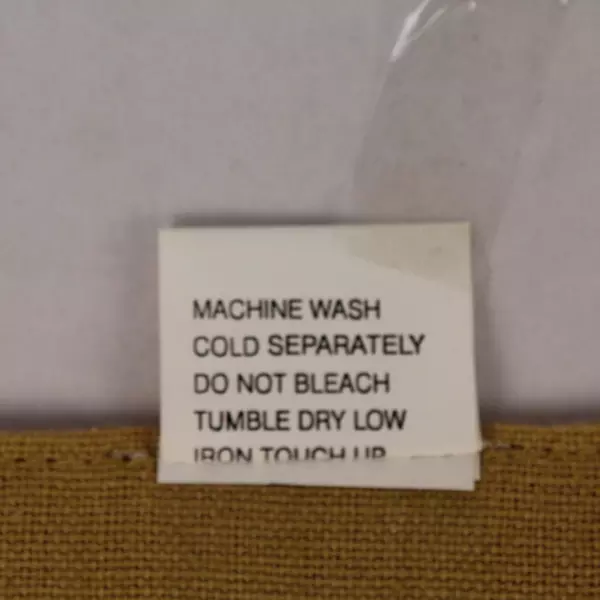 MACHINE WASH
COLD SEPARATELY
DO NOT BLEACH
TUMBLE DRY LOW
IRON TOUCH UP